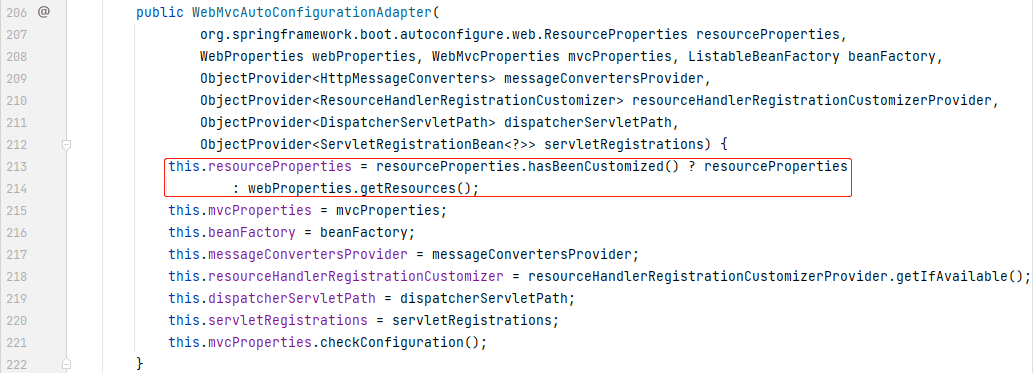 206 @ public WebMvcAutoConfigurationAdapter(
207 org.springframework.boot.autoconfigure.web.ResourceProperties resourceProperties,
208 WebProperties webProperties, WebMvcProperties mvcProperties, ListableBeanFactory beanFactory,
209 ObjectProvider<HttpMessageConverters> messageConvertersProvider,
210 ObjectProvider<ResourceHandlerRegistrationCustomizer> resourceHandlerRegistrationCustomizerProvider,
211 ObjectProvider<DispatcherServletPath> dispatcherServletPath,
212 ObjectProvider<ServletRegistrationBean<?>> servletRegistrations) {
213 this.resourceProperties = resourceProperties.hasBeenCustomized() ? resourceProperties
214 : webProperties.getResources();
215 this.mvcProperties = mvcProperties;
216 this.beanFactory = beanFactory;
217 this.messageConvertersProvider = messageConvertersProvider;
218 this.resourceHandlerRegistrationCustomizer = resourceHandlerRegistrationCustomizerProvider.getIfAvailable();
219 this.dispatcherServletPath = dispatcherServletPath;
220 this.servletRegistrations = servletRegistrations;
221 this.mvcProperties.checkConfiguration();
222 }